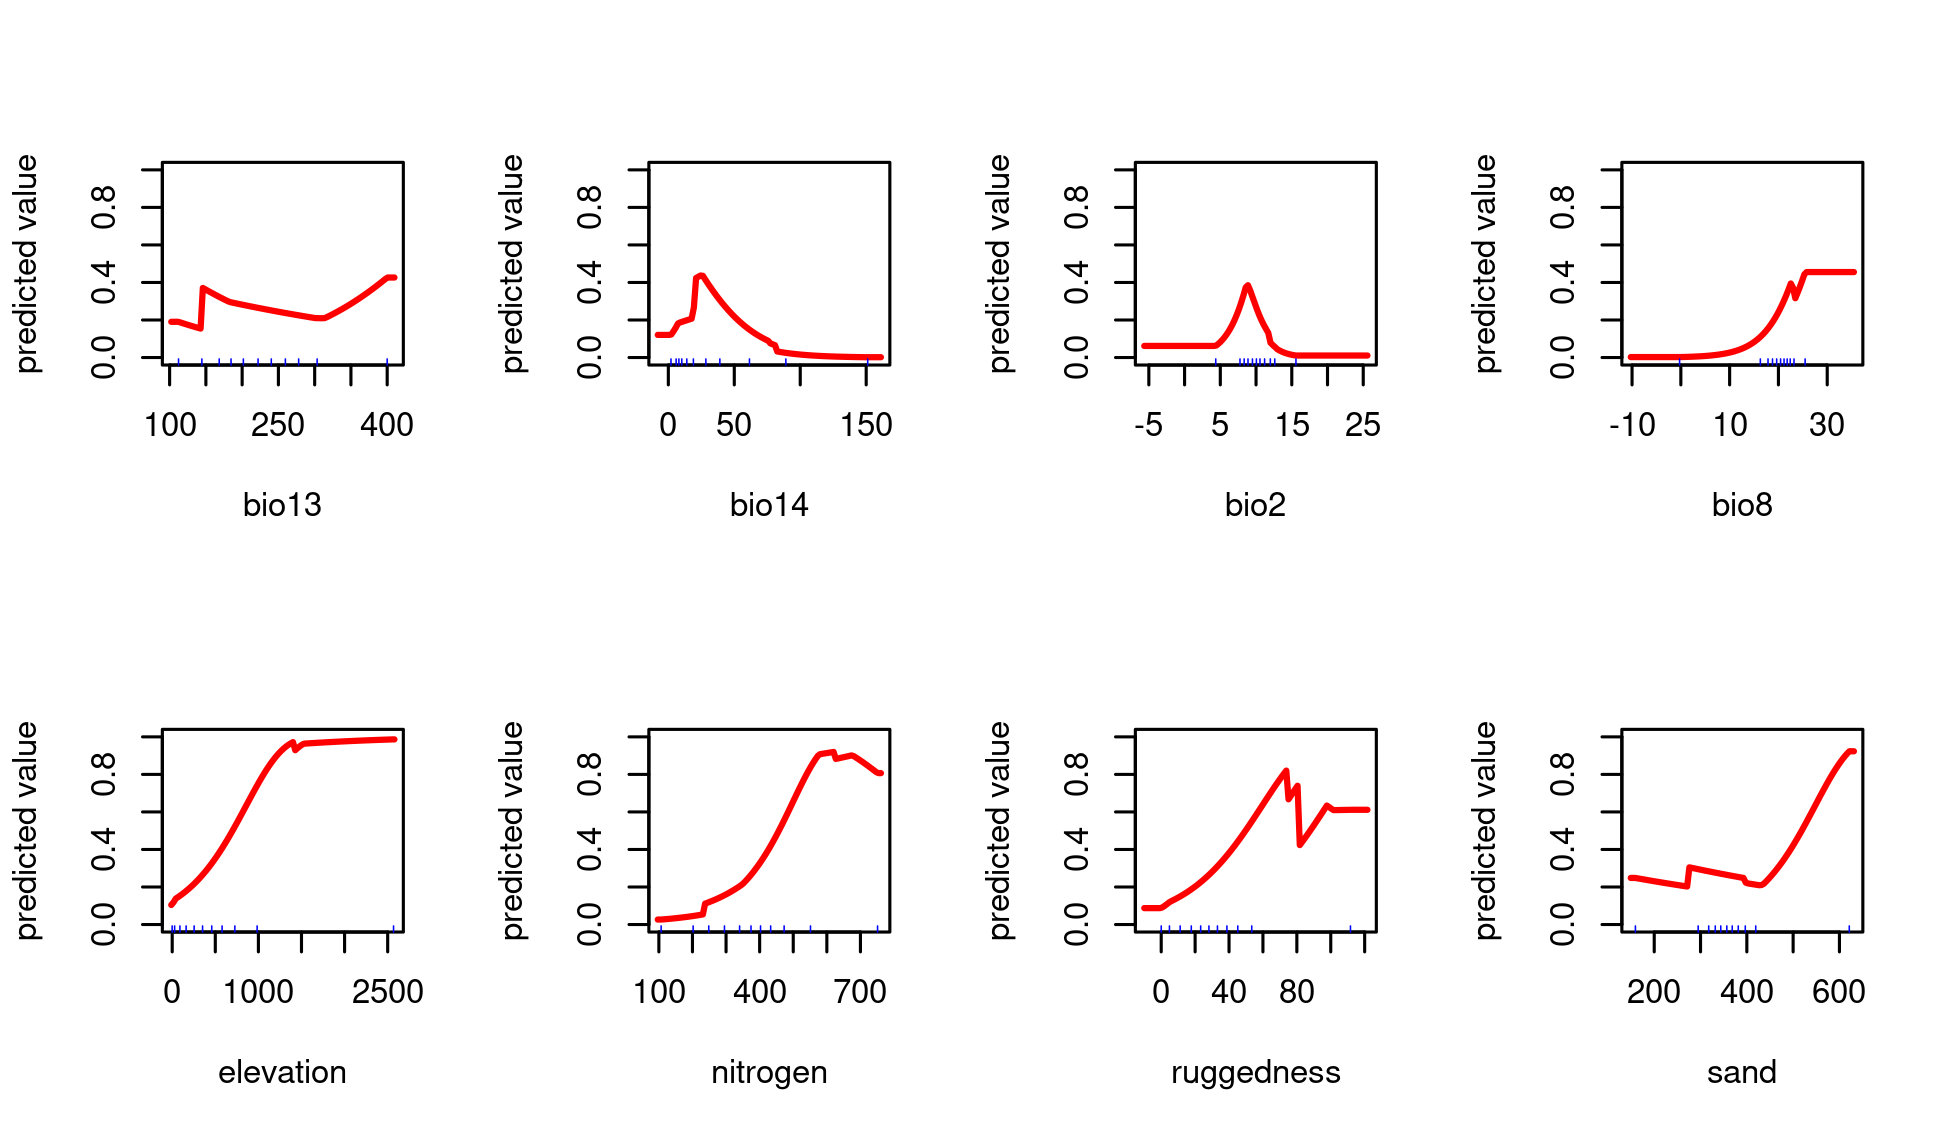 predicted value
0.0 0.4 0.8
100 250 400
bio13
predicted value
0.0 0.4 0.8
0 50 150
bio14
predicted value
0.0 0.4 0.8
-5 5 15 25
bio2
predicted value
0.0 0.4 0.8
-10 10 30
bio8
predicted value
0.0 0.4 0.8
0 1000 2500
elevation
predicted value
0.0 0.4 0.8
100 400 700
nitrogen
predicted value
0.0 0.4 0.8
0 40 80
ruggedness
predicted value
0.0 0.4 0.8
200 400 600
sand